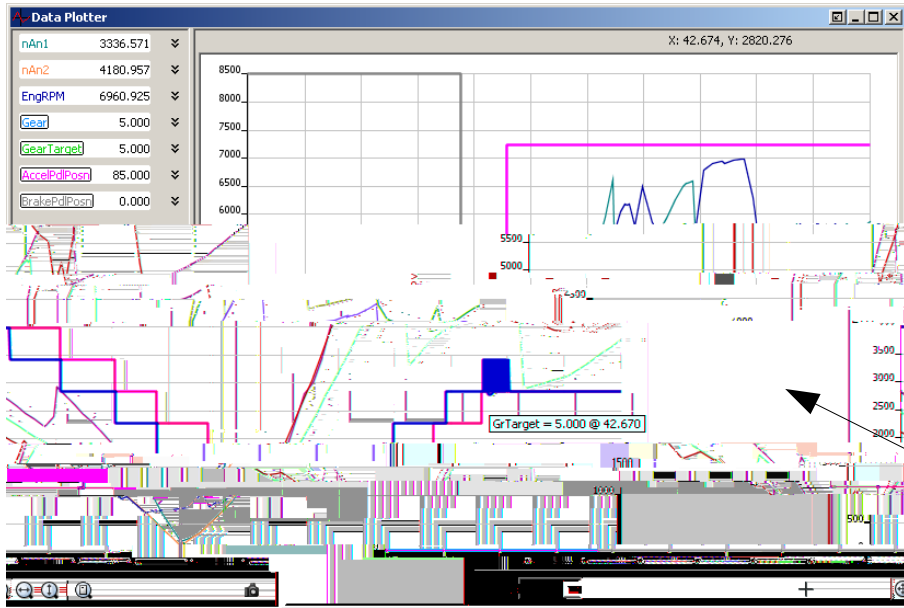 Data Plotter
nAn1 3336.571
nAn2 4180.957
EngRPM 6960.925
Gear 5.000
GearTarget 5.000
AccelPdlPosn 85.000
BrakePdlPosn 0.000
X: 42.674, Y: 2820.276
8500
8000
7500
7000
6500
6000
5500
5000
3500
3000
2500
2000
GrTarget = 5.000 @ 42.670
1500
1000
500